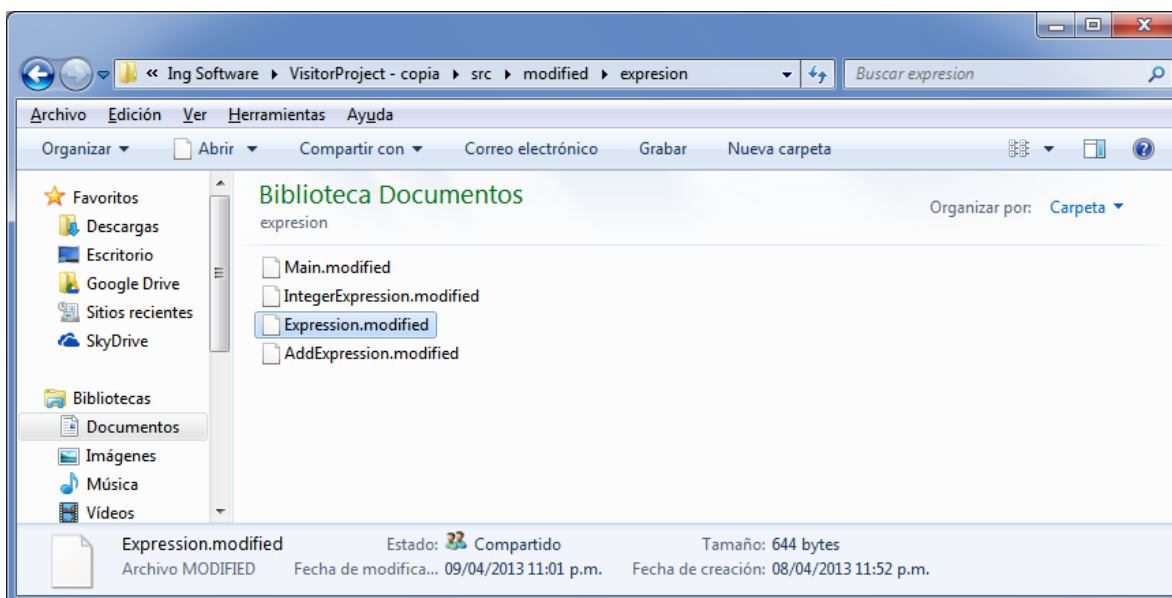 « Ing Software ▸ VisitorProject - copia ▸ src ▸ modified ▸ expresion
Buscar expresion
Archivo Edición Ver Herramientas Ayuda
Organizar Abrir Compartir con Correo electrónico Grabar Nueva carpeta
Favoritos
Descargas
Escritorio
Google Drive
Sitios recientes
SkyDrive
Bibliotecas
Documentos
Imágenes
Música
Vídeos
Biblioteca Documentos
expresion
Organizar por: Carpeta
Main.modified
IntegerExpression.modified
Expression.modified
AddExpression.modified
Expression.modified Estado: Compartido Tamaño: 644 bytes
Archivo MODIFIED Fecha de modifica... 09/04/2013 11:01 p.m. Fecha de creación: 08/04/2013 11:52 p.m.